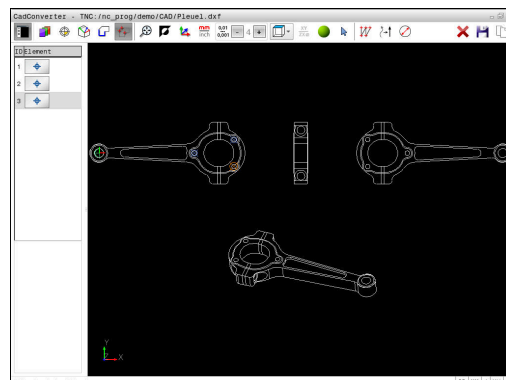 CadConverter - TNC:/nc_prog/demo/CAD/Pleuel.dxf
mm
inch
0,01
0,001
4
ID Element
1
2
3
Y
Z
X